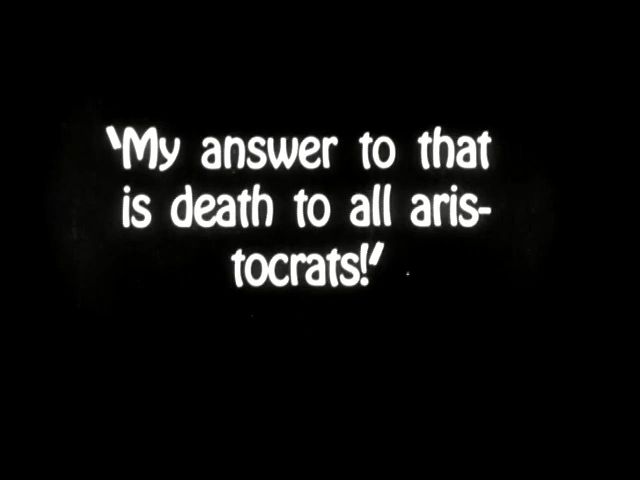 "My answer to that
is death to all aris-
tocrats!"